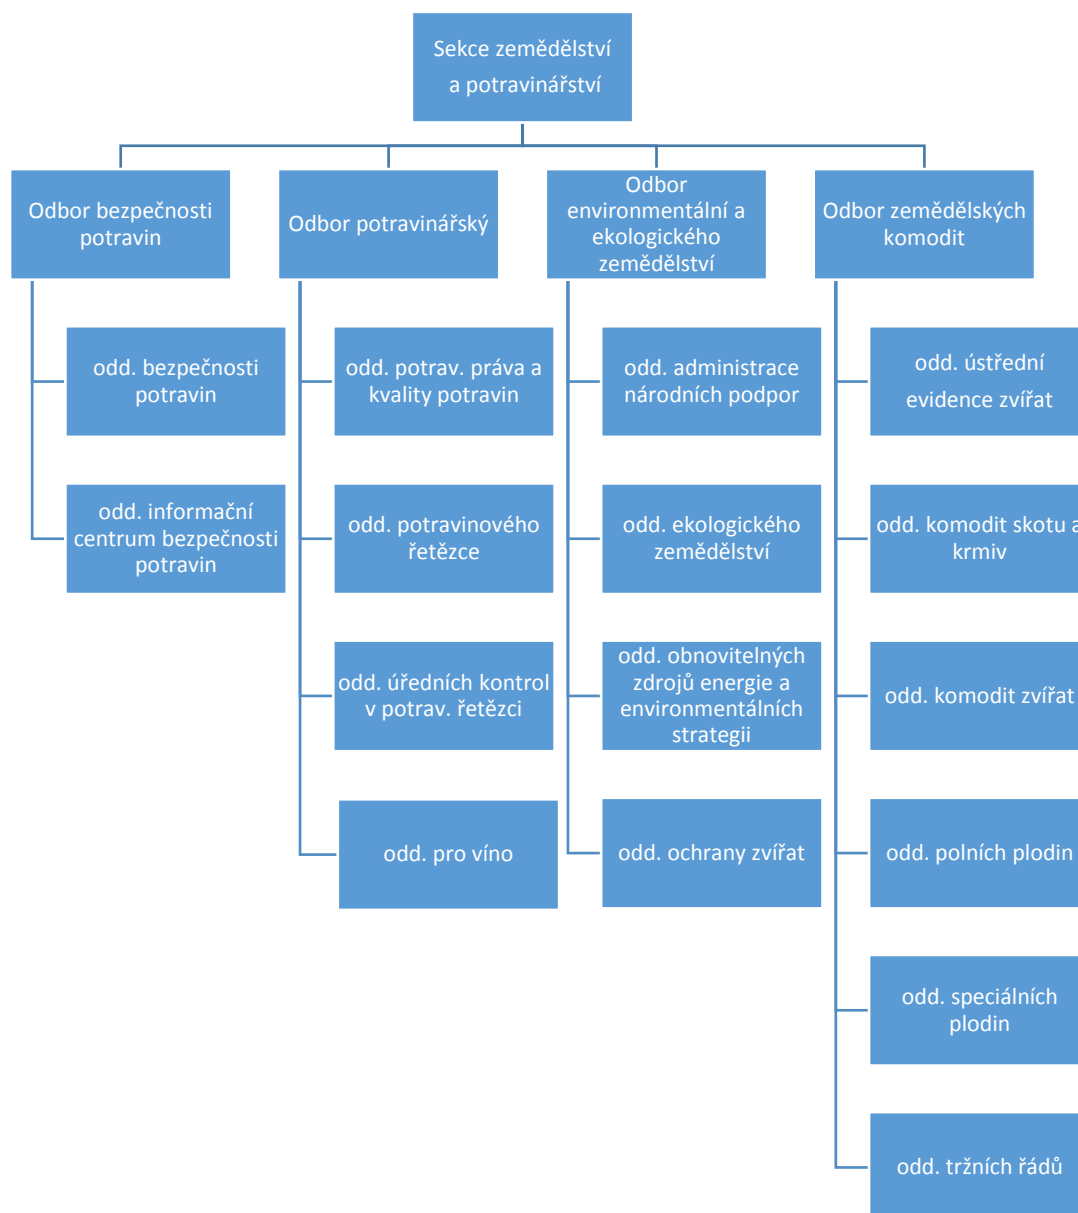 Sekce zemědělství
a potravinářství
Odbor bezpečnosti
potravin
Odbor potravinářský
Odbor
environmentální a
ekologického
zemědělství
Odbor zemědělských
komodit
odd. bezpečnosti
potravin
odd. informační
centrum bezpečnosti
potravin
odd. potrav. práva a
kvality potravin
odd. potravinového
řetězce
odd. úředních kontrol
v potrav. řetězci
odd. pro víno
odd. administrace
národních podpor
odd. ekologického
zemědělství
odd. obnovitelných
zdrojů energie a
environmentálních
strategii
odd. ochrany zvířat
odd. ústřední
evidence zvířat
odd. komodit skotu a
krmiv
odd. komodit zvířat
odd. polních plodin
odd. speciálních
plodin
odd. tržních řádů